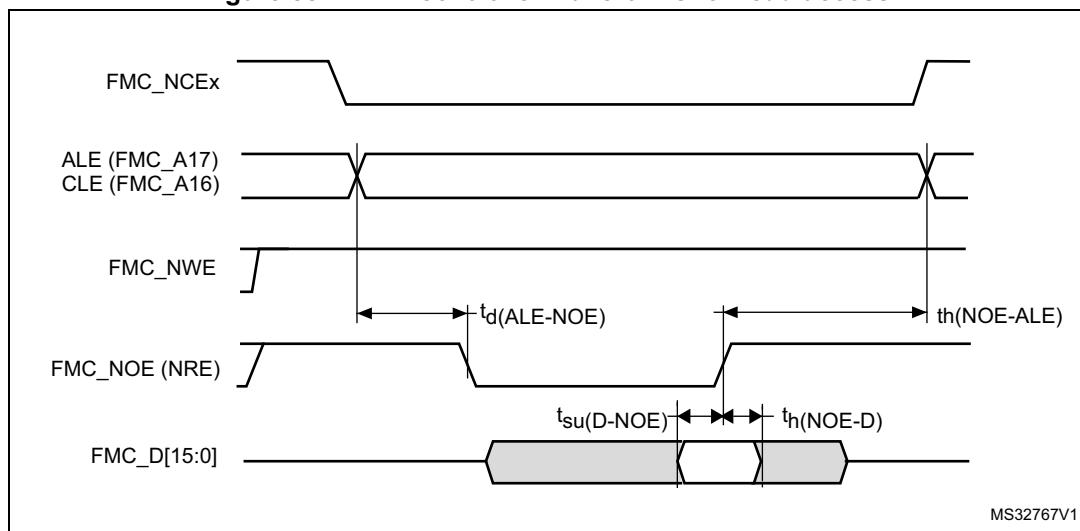 FMC_NCEx
ALE (FMC_A17)
CLE (FMC_A16)
FMC_NWE
td(ALE-NOE)
th(NOE-ALE)
FMC_NOE (NRE)
tsu(D-NOE)
th(NOE-D)
FMC_D[15:0]
MS32767V1